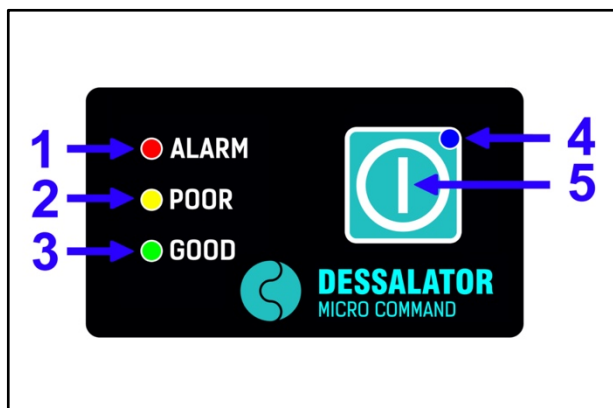 1
ALARM
2
POOR
3
GOOD
4
5
DESSALATOR
MICRO COMMAND